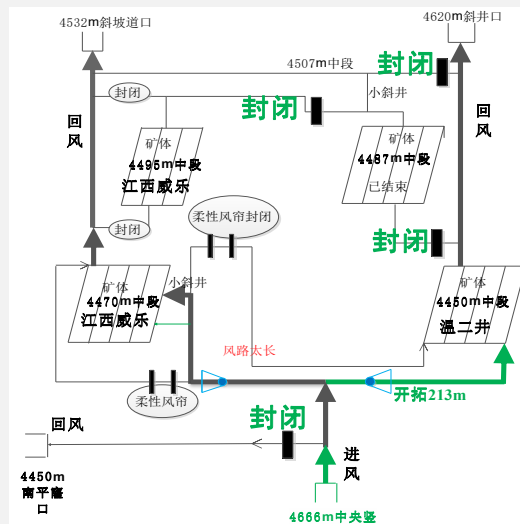 4532m斜坡道口
4620m斜井口
4507m中段
封闭
封闭
封闭
小斜井
回风
回风
矿体
4495m中段
江西威乐
矿体
4487m中段
已结束
封闭
柔性风帘封闭
封闭
小斜井
矿体
4470m中段
江西威乐
矿体
4450m中段
温二井
风路太长
柔性风帘
开拓213m
封闭
回风
进风
4450m
南平窿
口
4666m中央竖